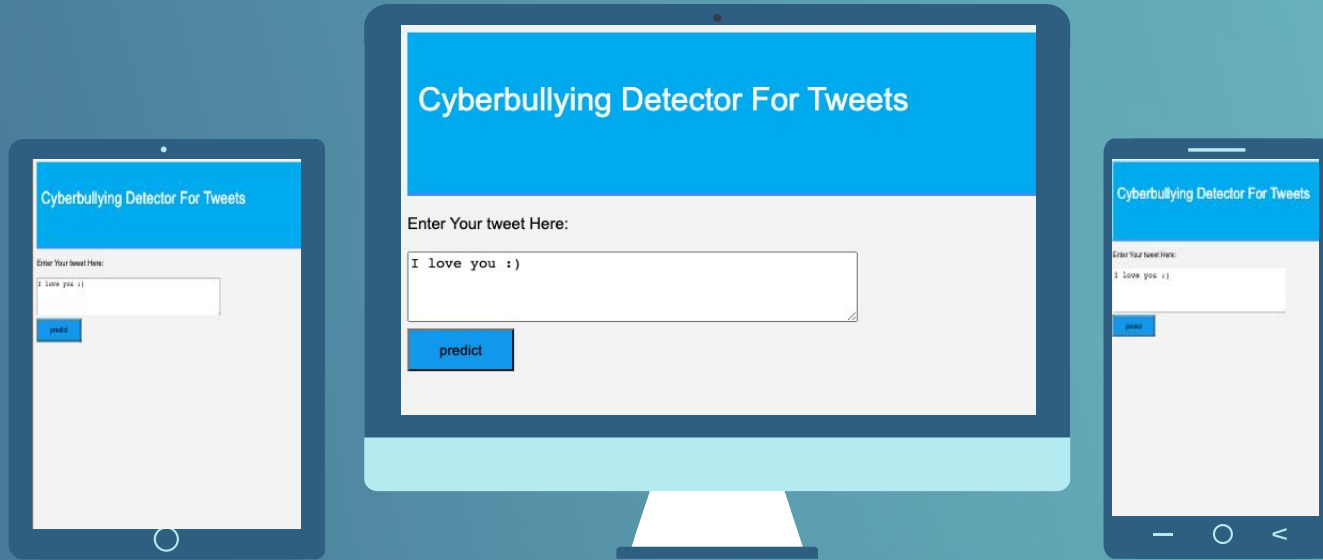 Cyberbullying Detector For Tweets
Enter Your tweet Here:
I love you :)
predict
Cyberbullying Detector For Tweets
Enter Your tweet Here:
I love you :)
predict
Cyberbullying Detector For Tweets
Enter Your tweet Here:
I love you :)
predict